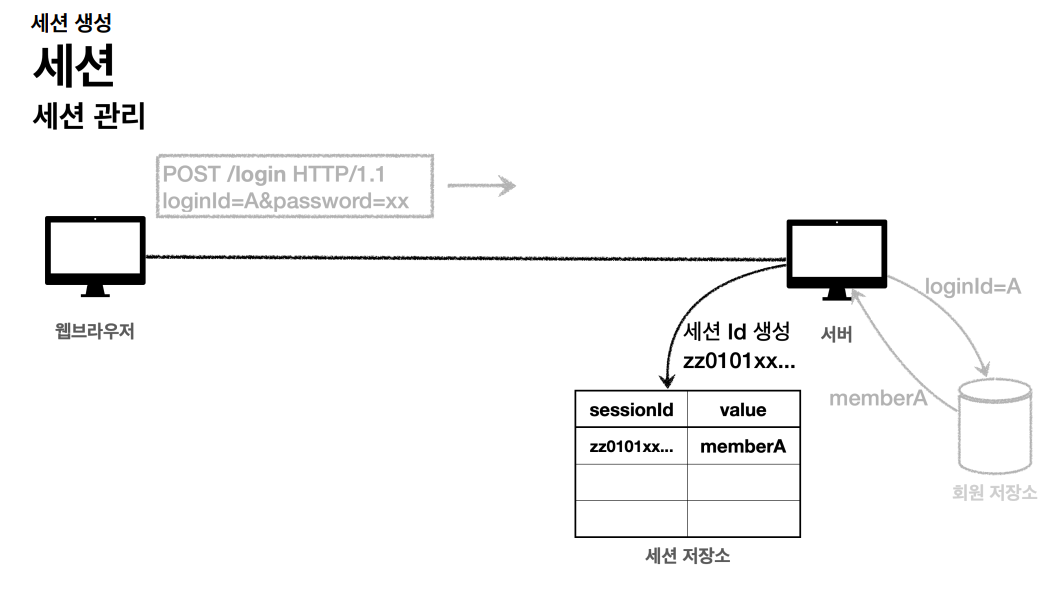 세션 생성
세션
세션 관리
POST /login HTTP/1.1
loginId=A&password=xx
웹브라우저
서버
loginId=A
세션 Id 생성
zz0101xx...
memberA
sessionId value
zz0101xx... memberA
세션 저장소
회원 저장소